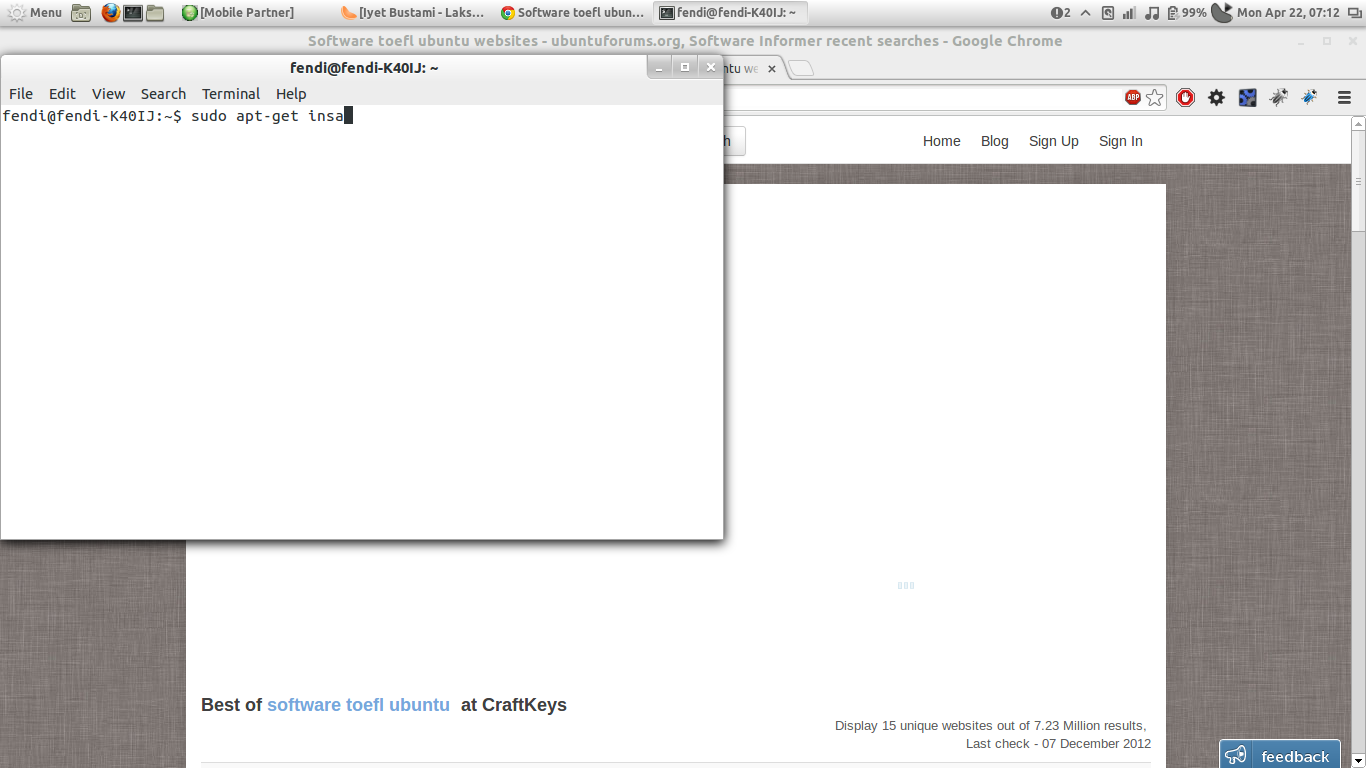 Menu [Mobile Partner] [Iyet Bustami - Laks... Software toefl ubun... fendi@fendi-K40IJ: ~ 2 99% Mon Apr 22, 07:12
Software toefl ubuntu websites - ubuntuforums.org, Software Informer recent searches - Google Chrome
fendi@fendi-K40IJ: ~
File Edit View Search Terminal Help
fendi@fendi-K40IJ:~$ sudo apt-get insa
ABP
Home Blog Sign Up Sign In
Best of software toefl ubuntu at CraftKeys
Display 15 unique websites out of 7.23 Million results,
Last check - 07 December 2012
feedback